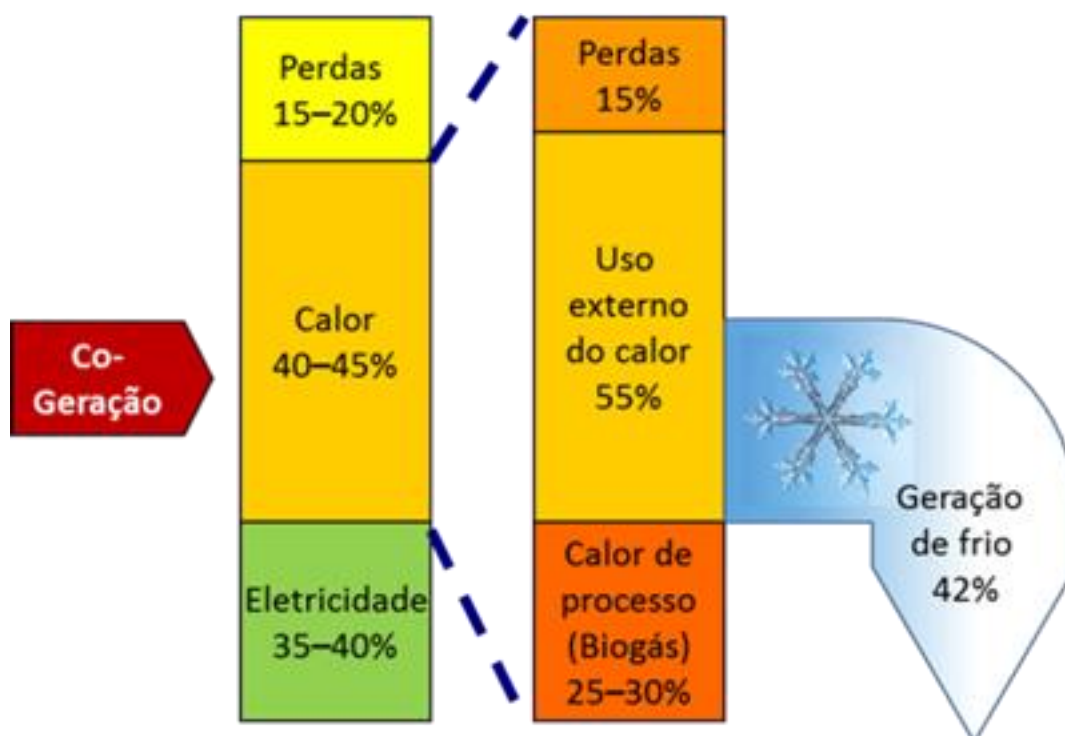 Co-
Geração
Perdas
15–20%
Calor
40–45%
Eletricidade
35–40%
Perdas
15%
Uso
externo
do calor
55%
Calor de
processo
(Biogás)
25–30%
Geração
de frio
42%